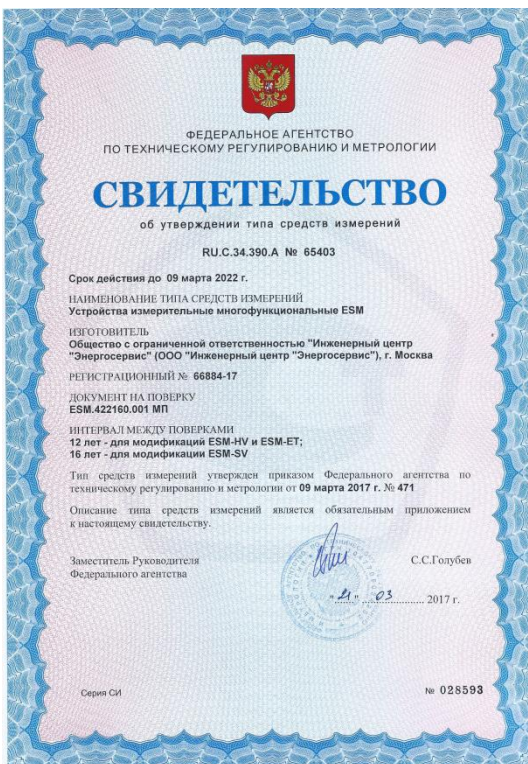 ФЕДЕРАЛЬНОЕ АГЕНТСТВО
ПО ТЕХНИЧЕСКОМУ РЕГУЛИРОВАНИЮ И МЕТРОЛОГИИ
СВИДЕТЕЛЬСТВО
об утверждении типа средств измерений
RU.C.34.390.A № 65403
Срок действия до 09 марта 2022 г.
НАИМЕНОВАНИЕ ТИПА СРЕДСТВ ИЗМЕРЕНИЙ
Устройства измерительные многофункциональные ESM
ИЗГОТОВИТЕЛЬ
Общество с ограниченной ответственностью "Инженерный центр
"Энергосервис" (ООО "Инженерный центр "Энергосервис"), г. Москва
РЕГИСТРАЦИОННЫЙ № 66884-17
ДОКУМЕНТ НА ПОВЕРКУ
ESM.422160.001 МП
ИНТЕРВАЛ МЕЖДУ ПОВЕРКАМИ
12 лет - для модификаций ESM-HV и ESM-ET;
16 лет - для модификации ESM-SV
Тип средств измерений утвержден приказом Федерального агентства по
техническому регулированию и метрологии от 09 марта 2017 г. № 471
Описание типа средств измерений является обязательным приложением
к настоящему свидетельству.
Заместитель Руководителя
Федерального агентства
С.С.Голубев
"21" 03 2017 г.
Серия СИ
№ 028593